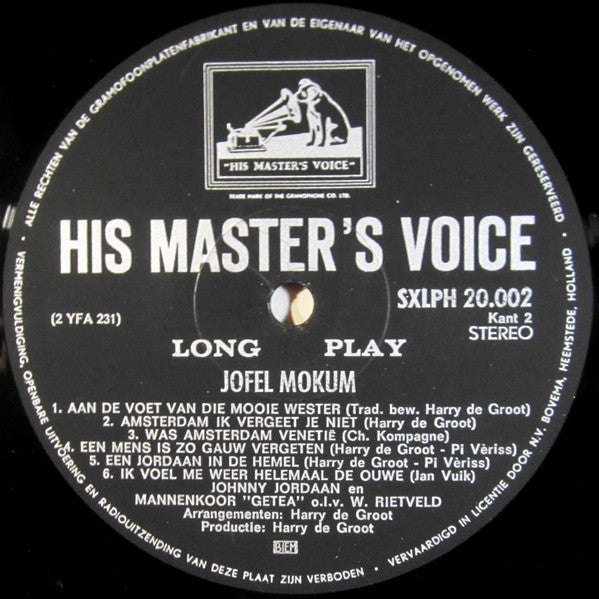 ALLE RECHTEN VAN DE GRAMOFOONPLATENFABRIKANT EN VAN DE EIGENAAR VAN HET OPGENOMEN WERK ZIJN GERESERVEERD •
"HIS MASTER'S VOICE"
TRADE MARK OF THE GRAMOPHONE CO. LTD.
HIS MASTER'S VOICE
SXLPH 20.002
(2 YFA 231)
Kant 2
STEREO
LONG PLAY
JOFEL MOKUM
1. AAN DE VOET VAN DIE MOOIE WESTER (Trad. bew. Harry de Groot)
2. AMSTERDAM IK VERGEET JE NIET (Harry de Groot)
3. WAS AMSTERDAM VENETIË (Ch. Kompagne)
4. EEN MENS IS ZO GAUW VERGETEN (Harry de Groot - Pi Vèriss)
5. EEN JORDAAN IN DE HEMEL (Harry de Groot - Pi Vèriss)
6. IK VOEL ME WEER HELEMAAL DE OUWE (Jan Vuik)
JOHNNY JORDAAN en
MANNENKOOR "GETEA" o.l.v. W. RIETVELD
Arrangementen: Harry de Groot
Productie: Harry de Groot
BIEM
• VERMENIGVULDIGING, OPENBARE UITVOERING EN RADIOUITZENDING VAN DEZE PLAAT ZIJN VERBODEN •
VERVAARDIGD IN LICENTIE DOOR N.V. BOVEMA, HEEMSTEDE, HOLLAND